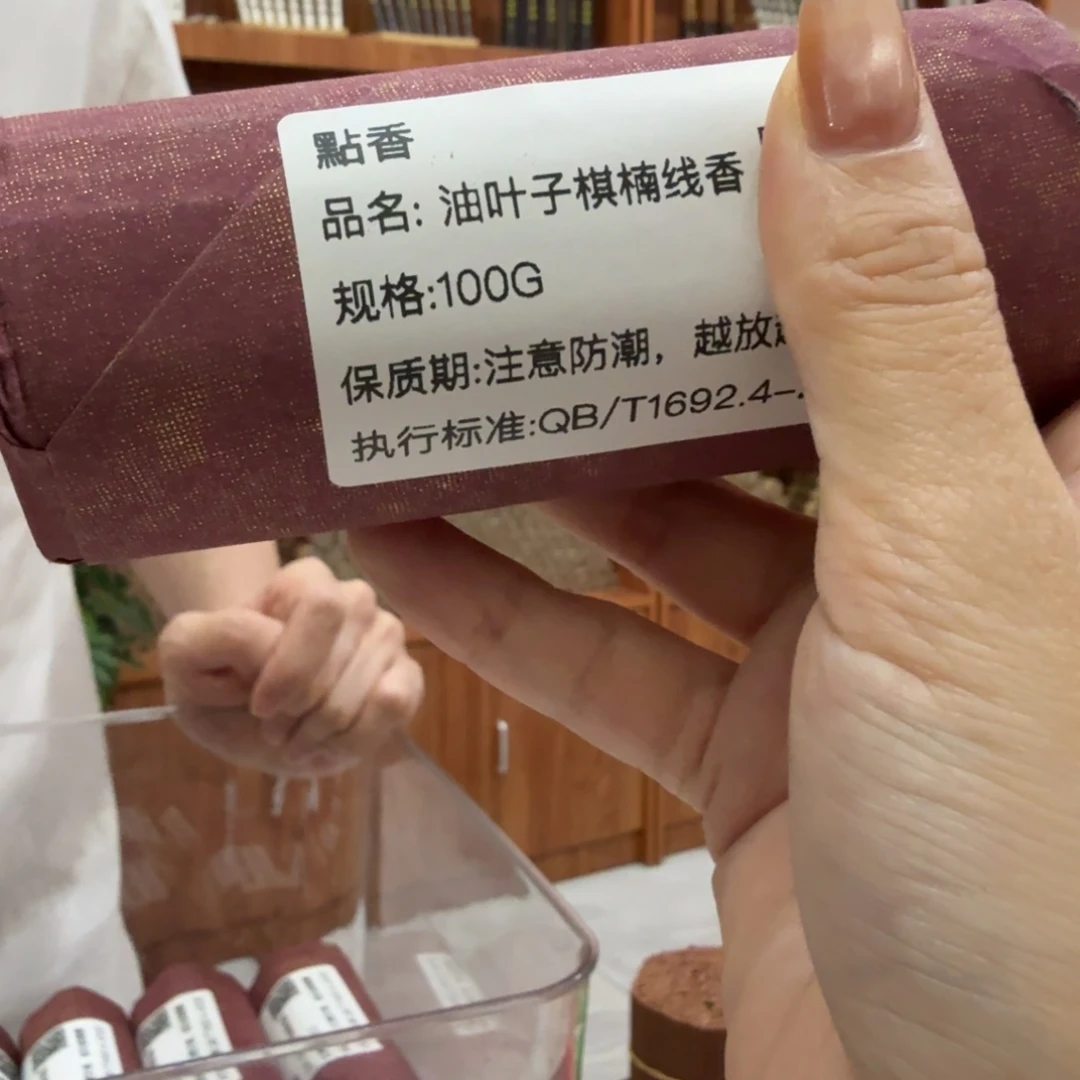 點香
品名: 油叶子棋楠线香
规格:100G
保质期:注意防潮，越放
执行标准:QB/T1692.4-